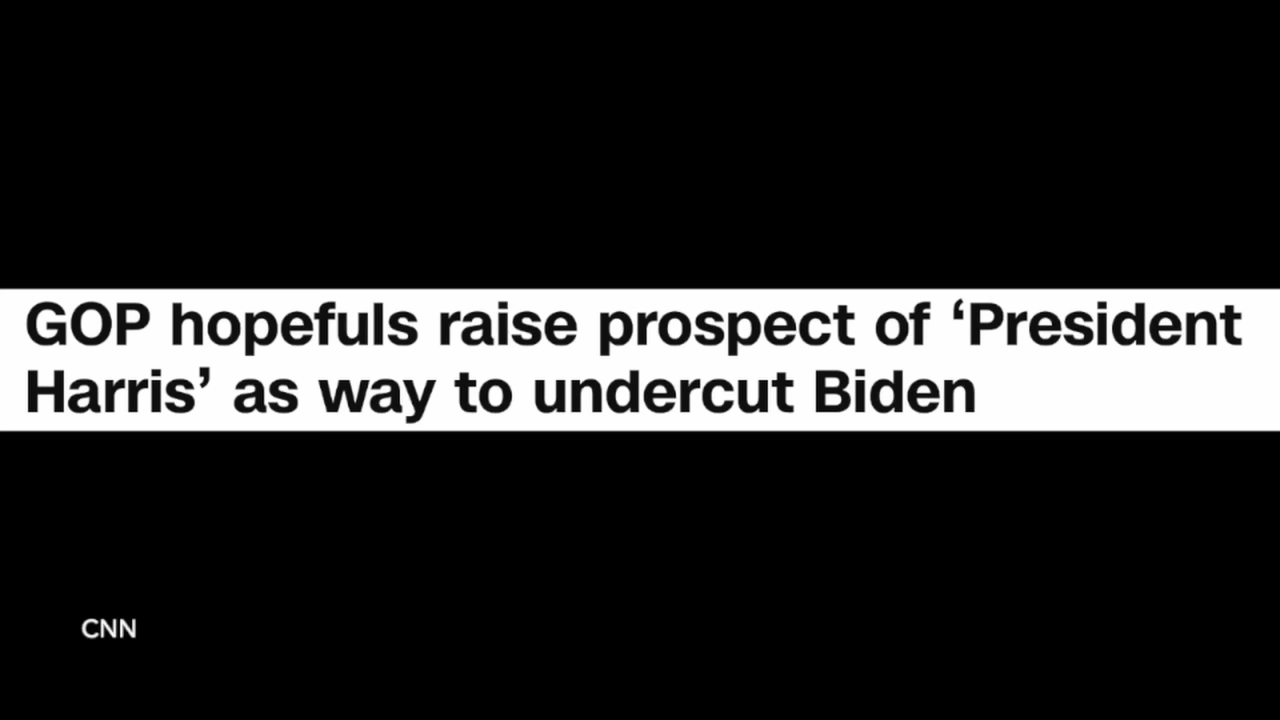 GOP hopefuls raise prospect of ‘President
Harris’ as way to undercut Biden
CNN